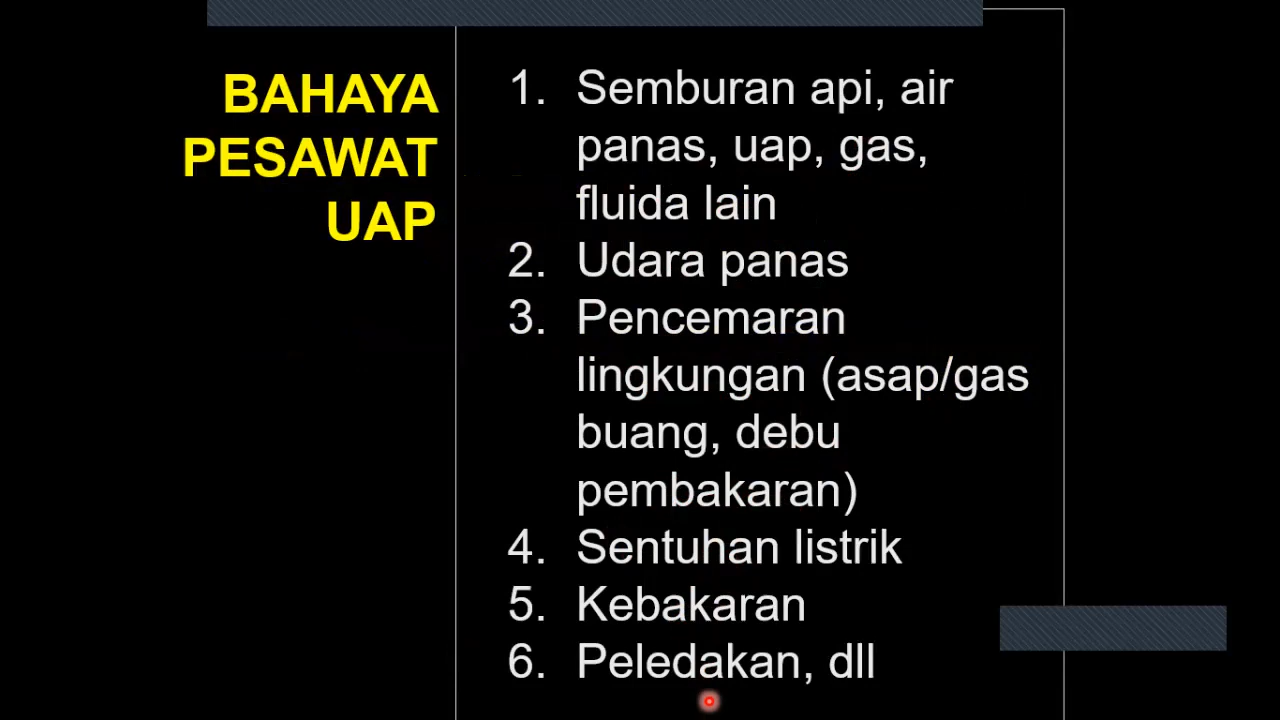 BAHAYA
PESAWAT
UAP
1. Semburan api, air
panas, uap, gas,
fluida lain
2. Udara panas
3. Pencemaran
lingkungan (asap/gas
buang, debu
pembakaran)
4. Sentuhan listrik
5. Kebakaran
6. Peledakan, dll